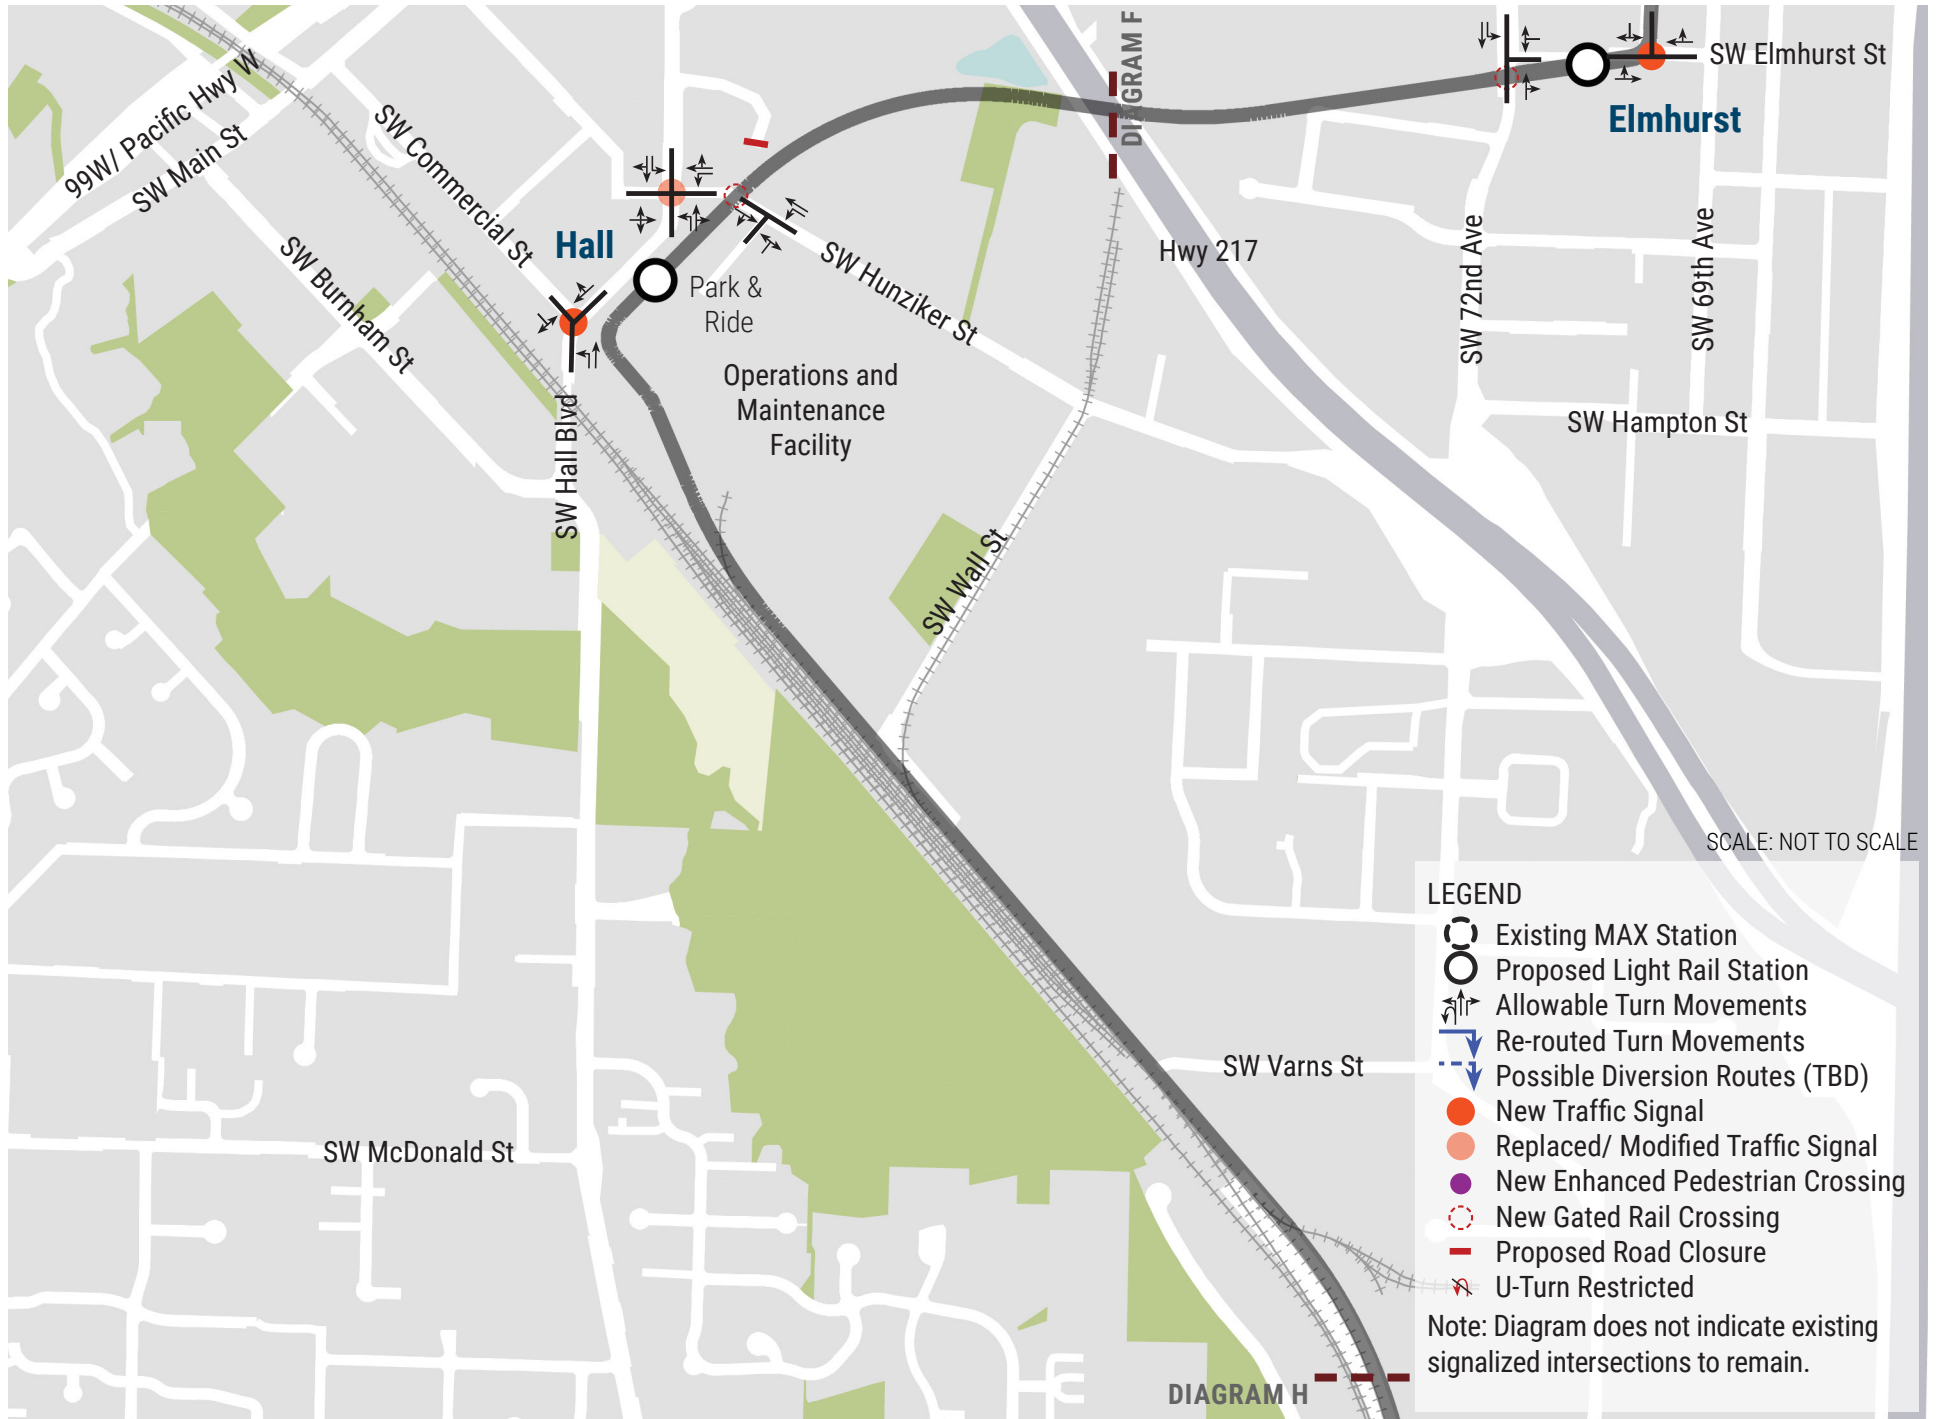 DIAGRAM F
SW Elmhurst St
Elmhurst
99W/ Pacific Hwy W
SW Main St
SW Commercial St
SW Burnham St
Hall
Park &
Ride
SW Hunziker St
Hwy 217
SW 72nd Ave
SW 69th Ave
Operations and
Maintenance
Facility
SW Hall Blvd
SW Hampton St
SW Wall St
SW Varns St
SW McDonald St
DIAGRAM H
SCALE: NOT TO SCALE
LEGEND
Existing MAX Station
Proposed Light Rail Station
Allowable Turn Movements
Re-routed Turn Movements
Possible Diversion Routes (TBD)
New Traffic Signal
Replaced/ Modified Traffic Signal
New Enhanced Pedestrian Crossing
New Gated Rail Crossing
Proposed Road Closure
U-Turn Restricted
Note: Diagram does not indicate existing
signalized intersections to remain.